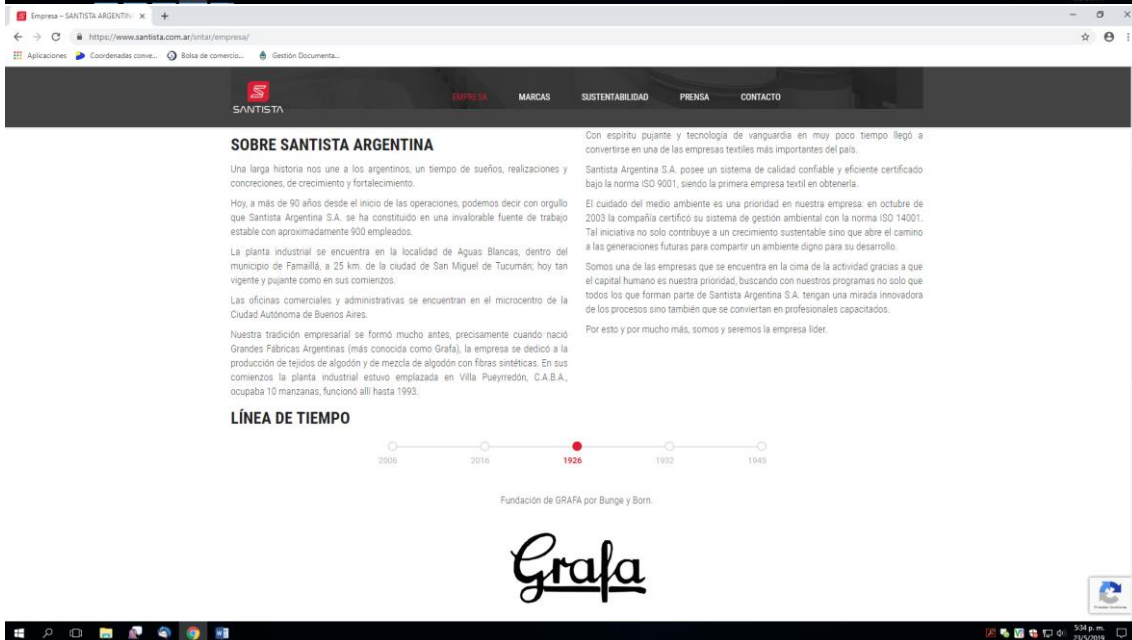 Empresa – SANTISTA ARGENTIN
https://www.santista.com.ar/sntar/empresa/
Aplicaciones
Coordenadas conve...
Bolsa de comercio...
Gestión Documenta...
SANTISTA
EMPRESA
MARCAS
SUSTENTABILIDAD
PRENSA
CONTACTO
SOBRE SANTISTA ARGENTINA
Una larga historia nos une a los argentinos, un tiempo de sueños, realizaciones y
concreciones, de crecimiento y fortalecimiento.
Hoy, a más de 90 años desde el inicio de las operaciones, podemos decir con orgullo
que Santista Argentina S.A. se ha constituido en una invalorable fuente de trabajo
estable con aproximadamente 900 empleados.
La planta industrial se encuentra en la localidad de Aguas Blancas, dentro del
municipio de Famaillá, a 25 km. de la ciudad de San Miguel de Tucumán; hoy tan
vigente y pujante como en sus comienzos.
Las oficinas comerciales y administrativas se encuentran en el microcentro de la
Ciudad Autónoma de Buenos Aires.
Nuestra tradición empresarial se formó mucho antes, precisamente cuando nació
Grandes Fábricas Argentinas (más conocida como Grafa), la empresa se dedicó a la
producción de tejidos de algodón y de mezcla de algodón con fibras sintéticas. En sus
comienzos la planta industrial estuvo emplazada en Villa Pueyrredón, C.A.B.A.,
ocupaba 10 manzanas, funcionó allí hasta 1993.
Con espíritu pujante y tecnología de vanguardia en muy poco tiempo llegó a
convertirse en una de las empresas textiles más importantes del país.
Santista Argentina S.A. posee un sistema de calidad confiable y eficiente certificado
bajo la norma ISO 9001, siendo la primera empresa textil en obtenerla.
El cuidado del medio ambiente es una prioridad en nuestra empresa: en octubre de
2003 la compañía certificó su sistema de gestión ambiental con la norma ISO 14001.
Tal iniciativa no solo contribuye a un crecimiento sustentable sino que abre el camino
a las generaciones futuras para compartir un ambiente digno para su desarrollo.
Somos una de las empresas que se encuentra en la cima de la actividad gracias a que
el capital humano es nuestra prioridad, buscando con nuestros programas no solo que
todos los que forman parte de Santista Argentina S.A. tengan una mirada innovadora
de los procesos sino también que se conviertan en profesionales capacitados.
Por esto y por mucho más, somos y seremos la empresa líder.
LÍNEA DE TIEMPO
2006
2016
1926
1932
1945
Fundación de GRAFA por Bunge y Born.
Grafa
5:34 p. m.
23/5/2019